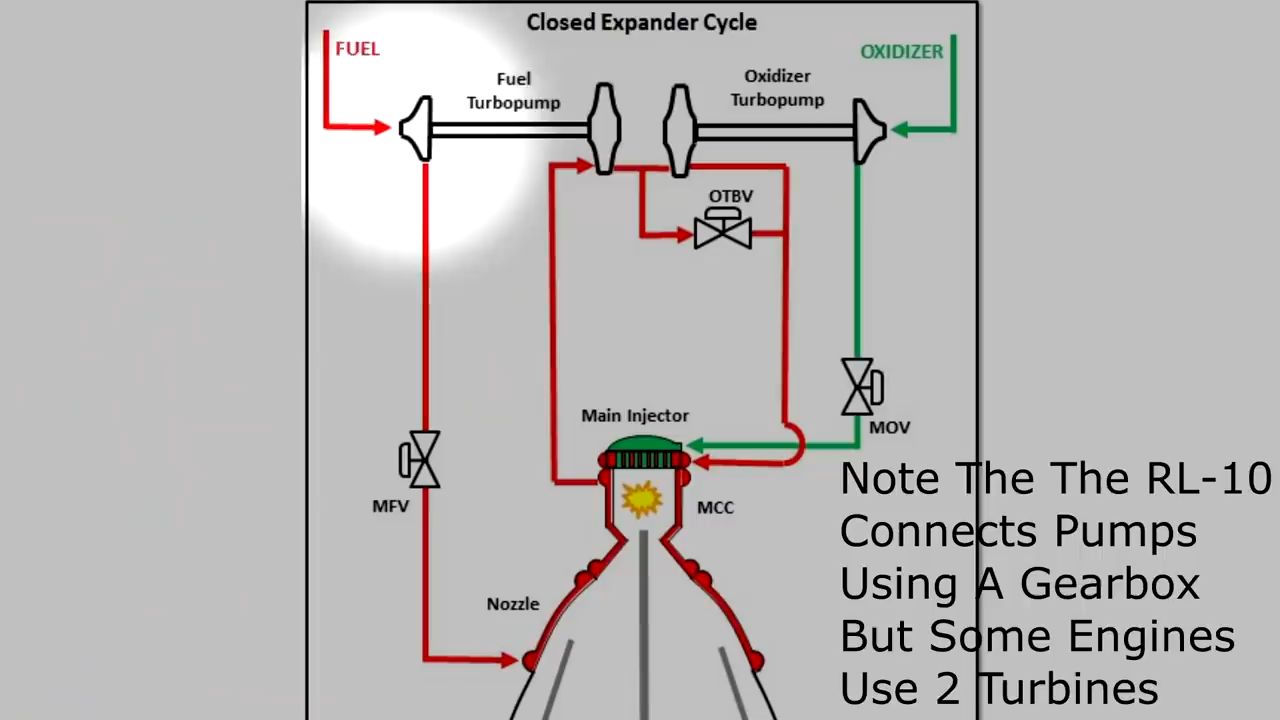 Closed Expander Cycle
FUEL
OXIDIZER
Fuel
Turbopump
Oxidizer
Turbopump
OTBV
Main Injector
MOV
MFV
MCC
Nozzle
Note The The RL-10
Connects Pumps
Using A Gearbox
But Some Engines
Use 2 Turbines